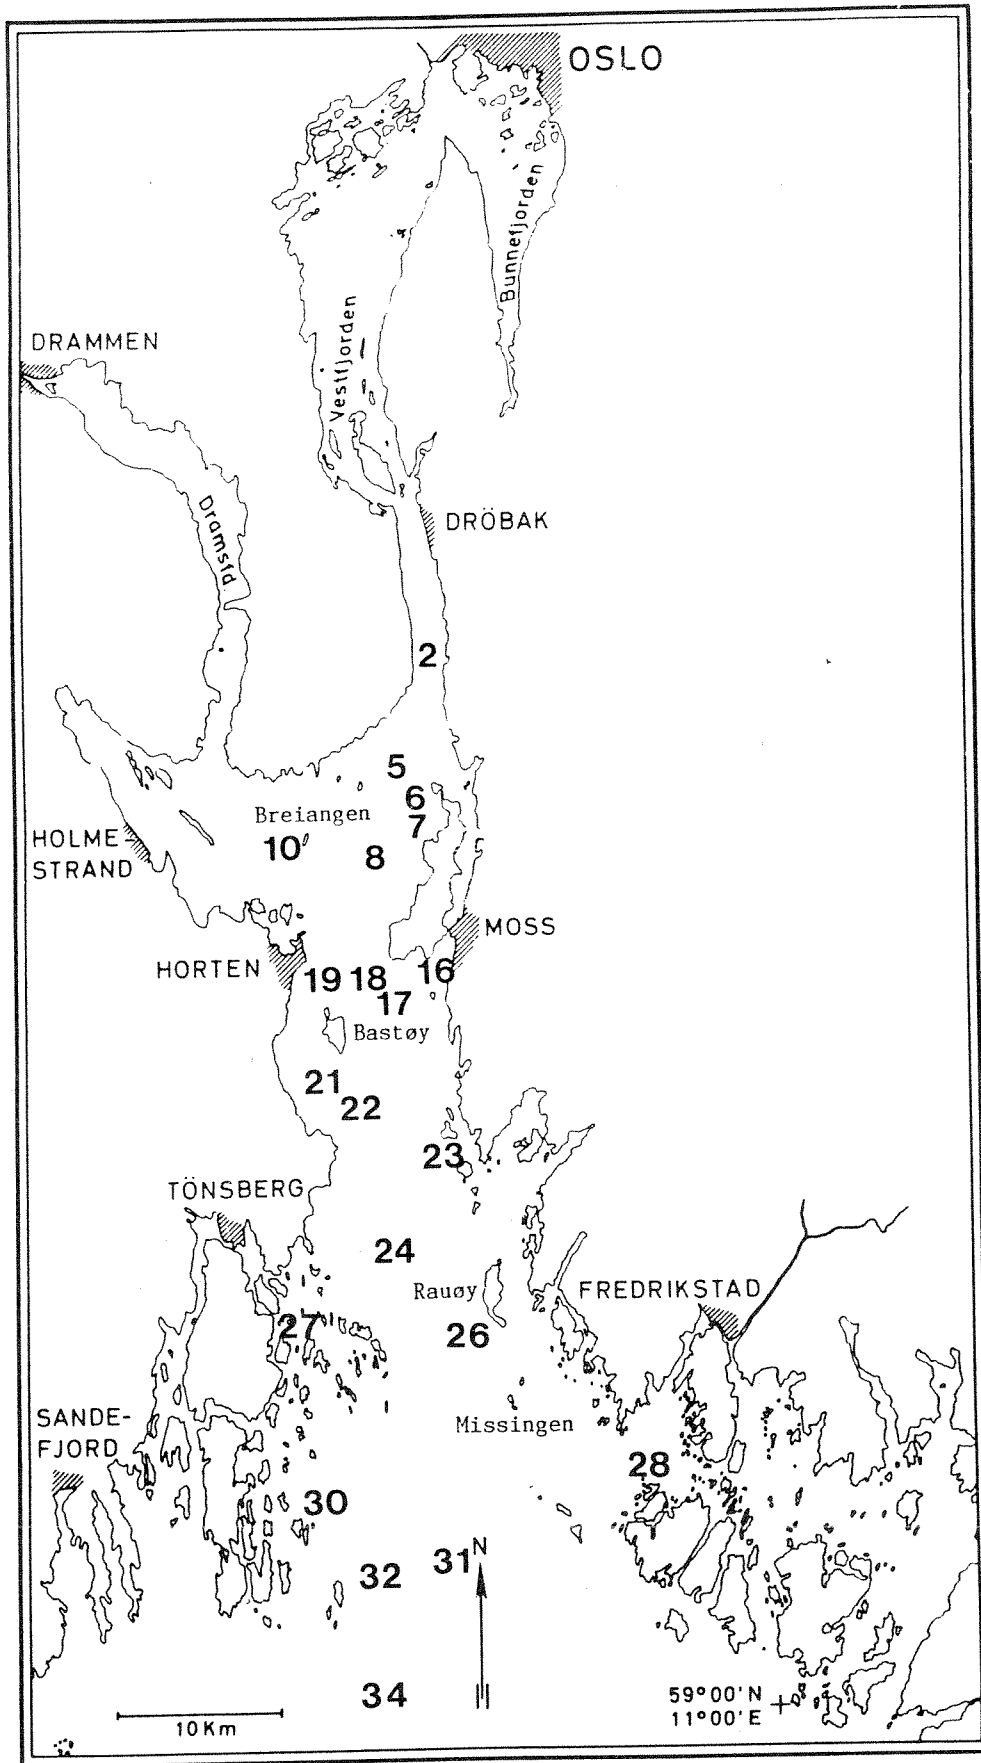 OSLO
Bunnefjorden
Vestfjorden
DRAMMEN
Dramsfd.
DRÖBAK
2
5
6
Breiangen
7
HOLME-
STRAND
10
8
MOSS
HORTEN
19
18
16
17
Bastøy
21
22
23
TÖNSBERG
24
Rauøy
FREDRIKSTAD
27
26
SANDE-
FJORD
Missingen
28
30
31
N
32
34
10Km
59°00'N
11°00'E